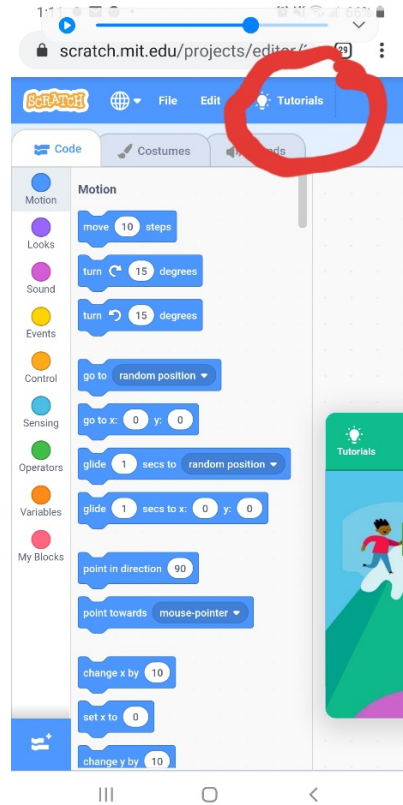 66%
scratch.mit.edu/projects/editor/
29
SCRATCH File Edit Tutorials
Code Costumes
Motion Motion
move 10 steps
Looks
turn 15 degrees
Sound
turn 15 degrees
Events
Control go to random position
Sensing go to x: 0 y: 0
Tutorials
Operators glide 1 secs to random position
Variables glide 1 secs to x: 0 y: 0
My Blocks
point in direction 90
point towards mouse-pointer
change x by 10
set x to 0
change y by 10